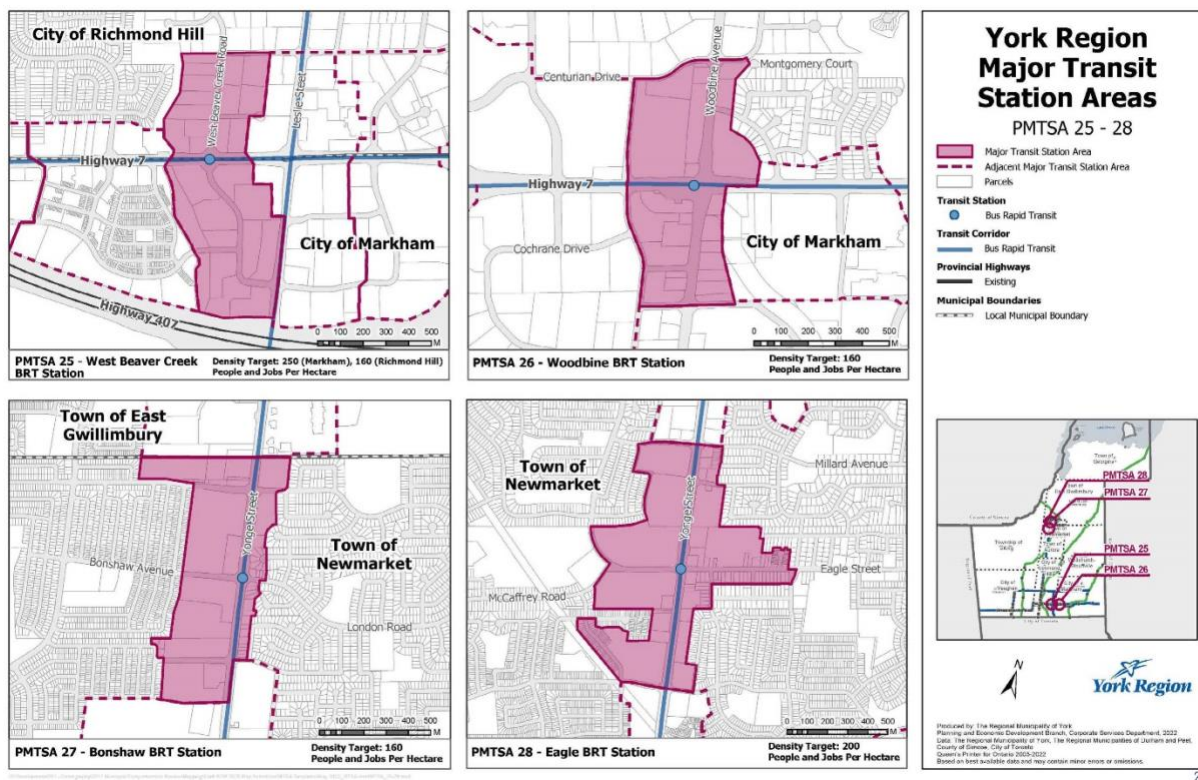 City of Richmond Hill
West Beaver Creek Road
Leslie Street
Highway 7
City of Markham
Highway 407
0 100 200 300 400 500
M
PMTSA 25 - West Beaver Creek
BRT Station
Density Target: 250 (Markham), 160 (Richmond Hill)
People and Jobs Per Hectare
Centurian Drive
Woodbine Avenue
Montgomery Court
Highway 7
Cochrane Drive
City of Markham
0 100 200 300 400 500
M
PMTSA 26 - Woodbine BRT Station
Density Target: 160
People and Jobs Per Hectare
Town of East
Gwillimbury
Yonge Street
Bonshaw Avenue
Town of
Newmarket
London Road
0 100 200 300 400 500
M
PMTSA 27 - Bonshaw BRT Station
Density Target: 160
People and Jobs Per Hectare
Town of
Newmarket
Millard Avenue
Yonge Street
Eagle Street
McCaffrey Road
0 100 200 300 400 500
M
PMTSA 28 - Eagle BRT Station
Density Target: 200
People and Jobs Per Hectare
York Region
Major Transit
Station Areas
PMTSA 25 - 28
Major Transit Station Area
Adjacent Major Transit Station Area
Parcels
Transit Station
Bus Rapid Transit
Transit Corridor
Bus Rapid Transit
Provincial Highways
Existing
Municipal Boundaries
Local Municipal Boundary
PMTSA 28
PMTSA 27
PMTSA 25
PMTSA 26
N
York Region
Produced by: The Regional Municipality of York
Planning and Economic Development Branch, Corporate Services Department, 2022
Data: The Regional Municipality of York, The Regional Municipalities of Durham and Peel,
County of Simcoe, City of Toronto
Queen's Printer for Ontario 2003-2022
Based on best available data and may contain minor errors or omissions.